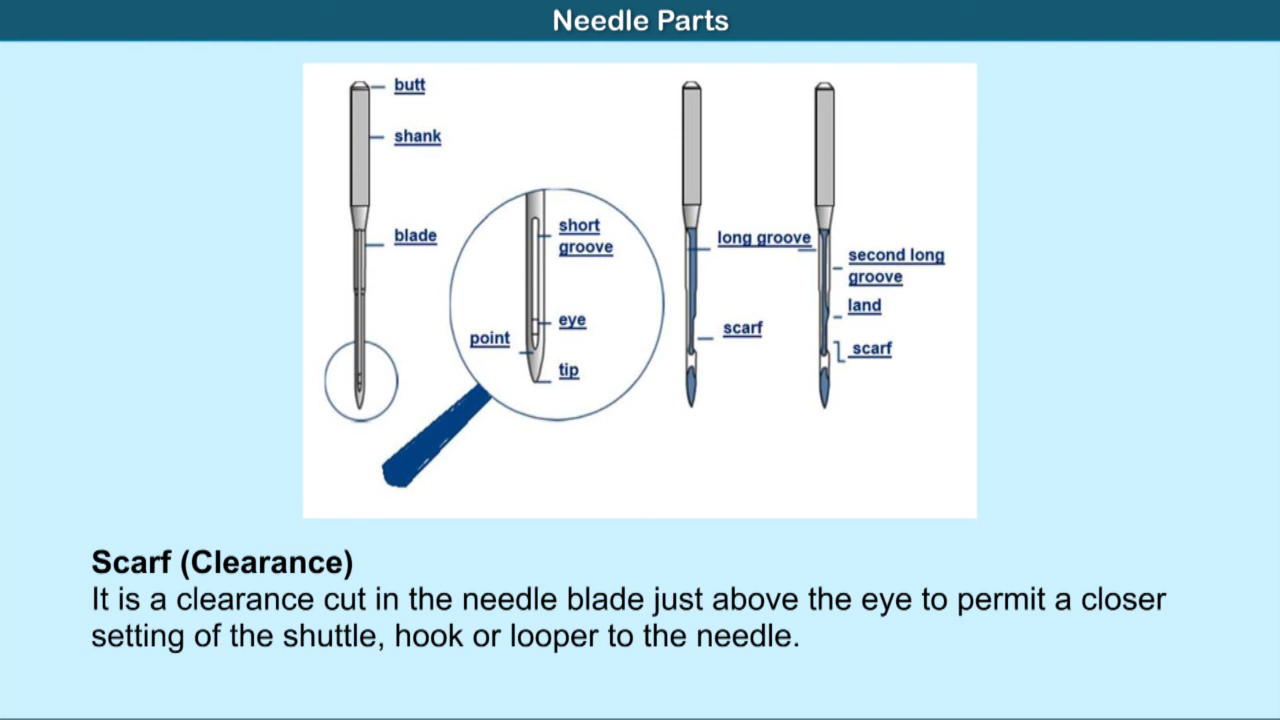 Needle Parts
butt
shank
blade
short
groove
eye
point
tip
long groove
scarf
second long
groove
land
scarf
Scarf (Clearance)
It is a clearance cut in the needle blade just above the eye to permit a closer
setting of the shuttle, hook or looper to the needle.